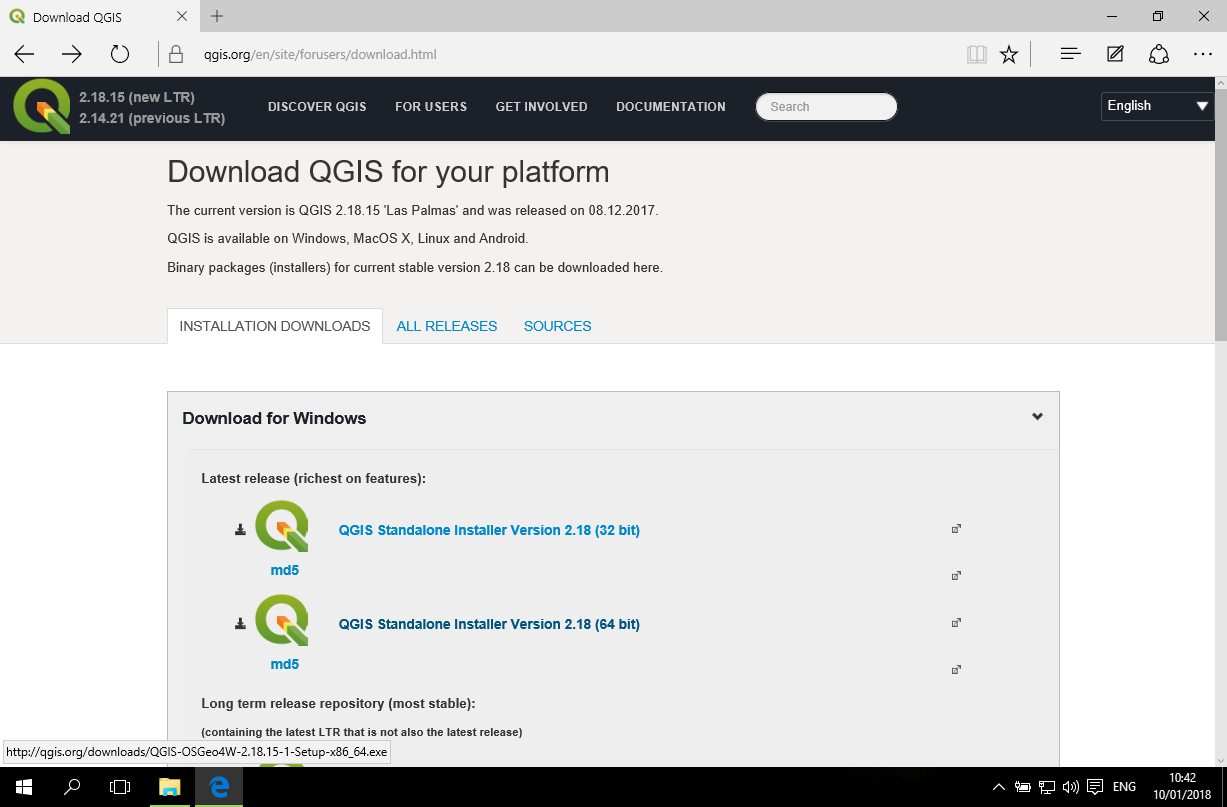 Download QGIS
qgis.org/en/site/forusers/download.html
2.18.15 (new LTR)
2.14.21 (previous LTR)
DISCOVER QGIS
FOR USERS
GET INVOLVED
DOCUMENTATION
Search
English
Download QGIS for your platform
The current version is QGIS 2.18.15 'Las Palmas' and was released on 08.12.2017.
QGIS is available on Windows, MacOS X, Linux and Android.
Binary packages (installers) for current stable version 2.18 can be downloaded here.
INSTALLATION DOWNLOADS
ALL RELEASES
SOURCES
Download for Windows
Latest release (richest on features):
QGIS Standalone Installer Version 2.18 (32 bit)
md5
QGIS Standalone Installer Version 2.18 (64 bit)
md5
Long term release repository (most stable):
(containing the latest LTR that is not also the latest release)
http://qgis.org/downloads/QGIS-OSGeo4W-2.18.15-1-Setup-x86_64.exe
ENG
10:42
10/01/2018